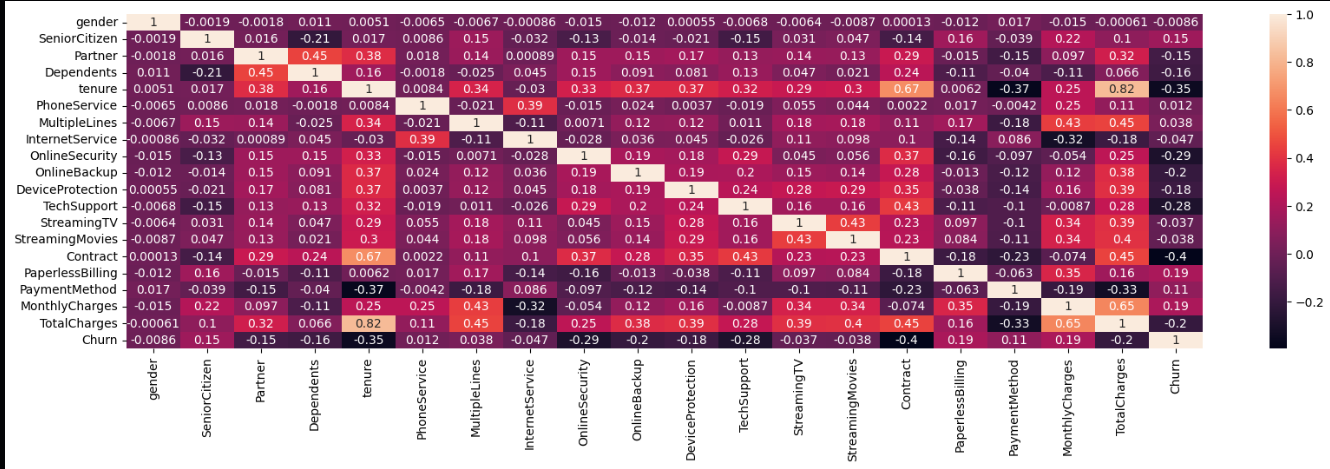 gender 1 -0.0019 -0.0018 0.011 0.0051 -0.0065 -0.0067 -0.00086 -0.015 -0.012 0.00055 -0.0068 -0.0064 -0.0087 0.00013 -0.012 0.017 -0.015 -0.00061 -0.0086
SeniorCitizen -0.0019 1 0.016 -0.21 0.017 0.0086 0.15 -0.032 -0.13 -0.014 -0.021 -0.15 0.031 0.047 -0.14 0.16 -0.039 0.22 0.1 0.15
Partner -0.0018 0.016 1 0.45 0.38 0.018 0.14 0.00089 0.15 0.15 0.17 0.13 0.14 0.13 0.29 -0.015 -0.15 0.097 0.32 -0.15
Dependents 0.011 -0.21 0.45 1 0.16 -0.0018 -0.025 0.045 0.15 0.091 0.081 0.13 0.047 0.021 0.24 -0.11 -0.04 -0.11 0.066 -0.16
tenure 0.0051 0.017 0.38 0.16 1 0.0084 0.34 -0.03 0.33 0.37 0.37 0.32 0.29 0.3 0.67 0.0062 -0.37 0.25 0.82 -0.35
PhoneService -0.0065 0.0086 0.018 -0.0018 0.0084 1 -0.021 0.39 -0.015 0.024 0.0037 -0.019 0.055 0.044 0.0022 0.017 -0.0042 0.25 0.11 0.012
MultipleLines -0.0067 0.15 0.14 -0.025 0.34 -0.021 1 -0.11 0.0071 0.12 0.12 0.011 0.18 0.18 0.11 0.17 -0.18 0.43 0.45 0.038
InternetService -0.00086 -0.032 0.00089 0.045 -0.03 0.39 -0.11 1 -0.028 0.036 0.045 -0.026 0.11 0.098 0.1 -0.14 0.086 -0.32 -0.18 -0.047
OnlineSecurity -0.015 -0.13 0.15 0.15 0.33 -0.015 0.0071 -0.028 1 0.19 0.18 0.29 0.045 0.056 0.37 -0.16 -0.097 -0.054 0.25 -0.29
OnlineBackup -0.012 -0.014 0.15 0.091 0.37 0.024 0.12 0.036 0.19 1 0.19 0.2 0.15 0.14 0.28 -0.013 -0.12 0.12 0.38 -0.2
DeviceProtection 0.00055 -0.021 0.17 0.081 0.37 0.0037 0.12 0.045 0.18 0.19 1 0.24 0.28 0.29 0.35 -0.038 -0.14 0.16 0.39 -0.18
TechSupport -0.0068 -0.15 0.13 0.13 0.32 -0.019 0.011 -0.026 0.29 0.2 0.24 1 0.16 0.16 0.43 -0.11 -0.1 -0.0087 0.28 -0.28
StreamingTV -0.0064 0.031 0.14 0.047 0.29 0.055 0.18 0.11 0.045 0.15 0.28 0.16 1 0.43 0.23 0.097 -0.1 0.34 0.39 -0.037
StreamingMovies -0.0087 0.047 0.13 0.021 0.3 0.044 0.18 0.098 0.056 0.14 0.29 0.16 0.43 1 0.23 0.084 -0.11 0.34 0.4 -0.038
Contract 0.00013 -0.14 0.29 0.24 0.67 0.0022 0.11 0.1 0.37 0.28 0.35 0.43 0.23 0.23 1 -0.18 -0.23 -0.074 0.45 -0.4
PaperlessBilling -0.012 0.16 -0.015 -0.11 0.0062 0.017 0.17 -0.14 -0.16 -0.013 -0.038 -0.11 0.097 0.084 -0.18 1 -0.063 0.35 0.16 0.19
PaymentMethod 0.017 -0.039 -0.15 -0.04 -0.37 -0.0042 -0.18 0.086 -0.097 -0.12 -0.14 -0.1 -0.1 -0.11 -0.23 -0.063 1 -0.19 -0.33 0.11
MonthlyCharges -0.015 0.22 0.097 -0.11 0.25 0.25 0.43 -0.32 -0.054 0.12 0.16 -0.0087 0.34 0.34 -0.074 0.35 -0.19 1 0.65 0.19
TotalCharges -0.00061 0.1 0.32 0.066 0.82 0.11 0.45 -0.18 0.25 0.38 0.39 0.28 0.39 0.4 0.45 0.16 -0.33 0.65 1 -0.2
Churn -0.0086 0.15 -0.15 -0.16 -0.35 0.012 0.038 -0.047 -0.29 -0.2 -0.18 -0.28 -0.037 -0.038 -0.4 0.19 0.11 0.19 -0.2 1
gender
SeniorCitizen
Partner
Dependents
tenure
PhoneService
MultipleLines
InternetService
OnlineSecurity
OnlineBackup
DeviceProtection
TechSupport
StreamingTV
StreamingMovies
Contract
PaperlessBilling
PaymentMethod
MonthlyCharges
TotalCharges
Churn
1.0
0.8
0.6
0.4
0.2
0.0
−0.2